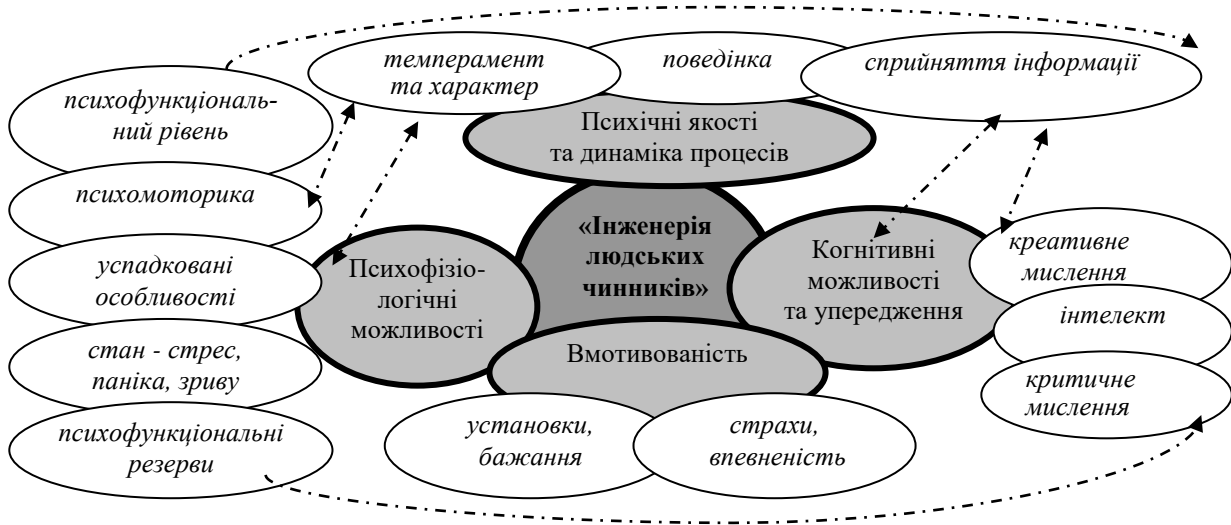 темперамент
та характер
поведінка
сприйняття інформації
психофункціональ-
ний рівень
психомоторика
успадковані
особливості
стан - стрес,
паніка, зриву
психофункціональні
резерви
Психічні якості
та динаміка процесів
«Інженерія
людських
чинників»
Психофізіо-
логічні
можливості
Когнітивні
можливості
та упередження
Вмотивованість
установки,
бажання
страхи,
впевненість
креативне
мислення
інтелект
критичне
мислення